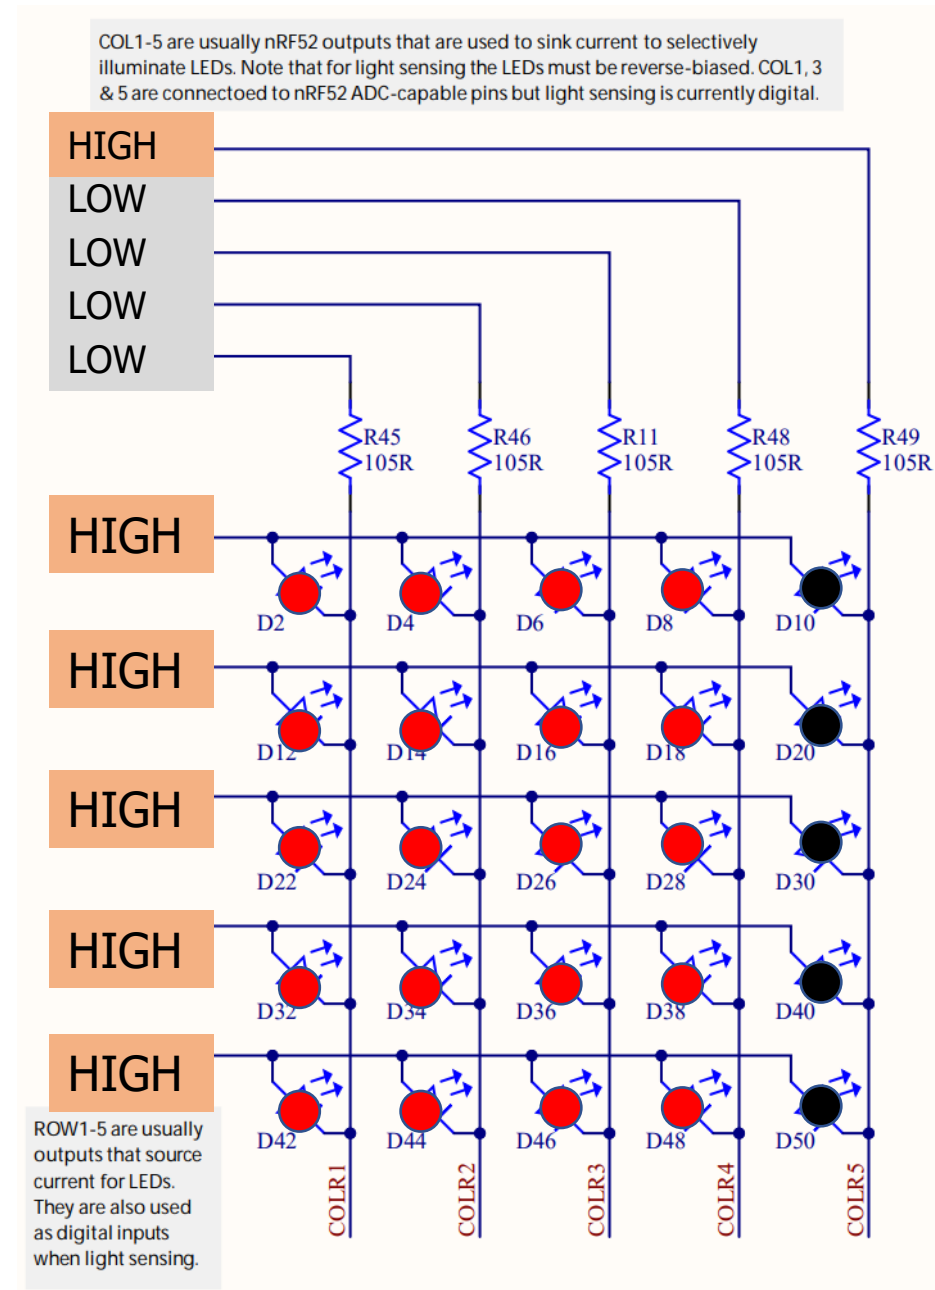 COL1-5 are usually nRF52 outputs that are used to sink current to selectively
illuminate LEDs. Note that for light sensing the LEDs must be reverse-biased. COL1, 3
& 5 are connectoed to nRF52 ADC-capable pins but light sensing is currently digital.
HIGH
LOW
LOW
LOW
LOW
R45 R46 R11 R48 R49
105R 105R 105R 105R 105R
HIGH
D2 D4 D6 D8 D10
HIGH
D12 D14 D16 D18 D20
HIGH
D22 D24 D26 D28 D30
HIGH
D32 D34 D36 D38 D40
HIGH
D42 D44 D46 D48 D50
ROW1-5 are usually
outputs that source
current for LEDs.
They are also used
as digital inputs
when light sensing.
COLR1
COLR2
COLR3
COLR4
COLR5